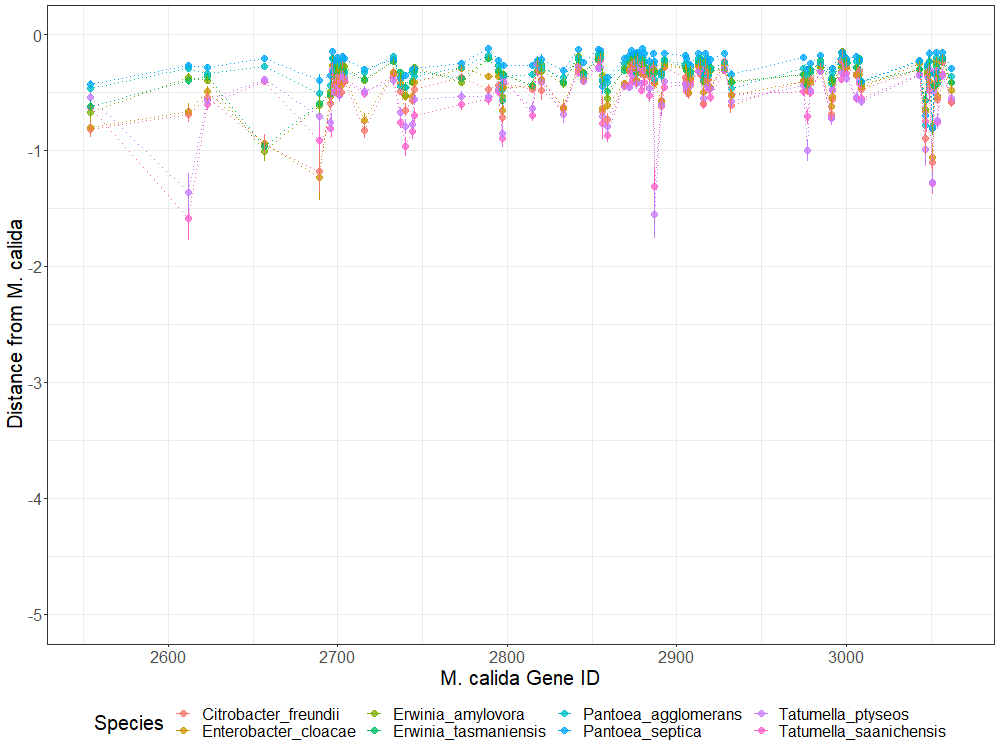 0
-1
-2
-3
-4
-5
Distance from M. calida
2600 2700 2800 2900 3000
M. calida Gene ID
Species
Citrobacter_freundii Erwinia_amylovora Pantoea_agglomerans Tatumella_ptyseos
Enterobacter_cloacae Erwinia_tasmaniensis Pantoea_septica Tatumella_saanichensis